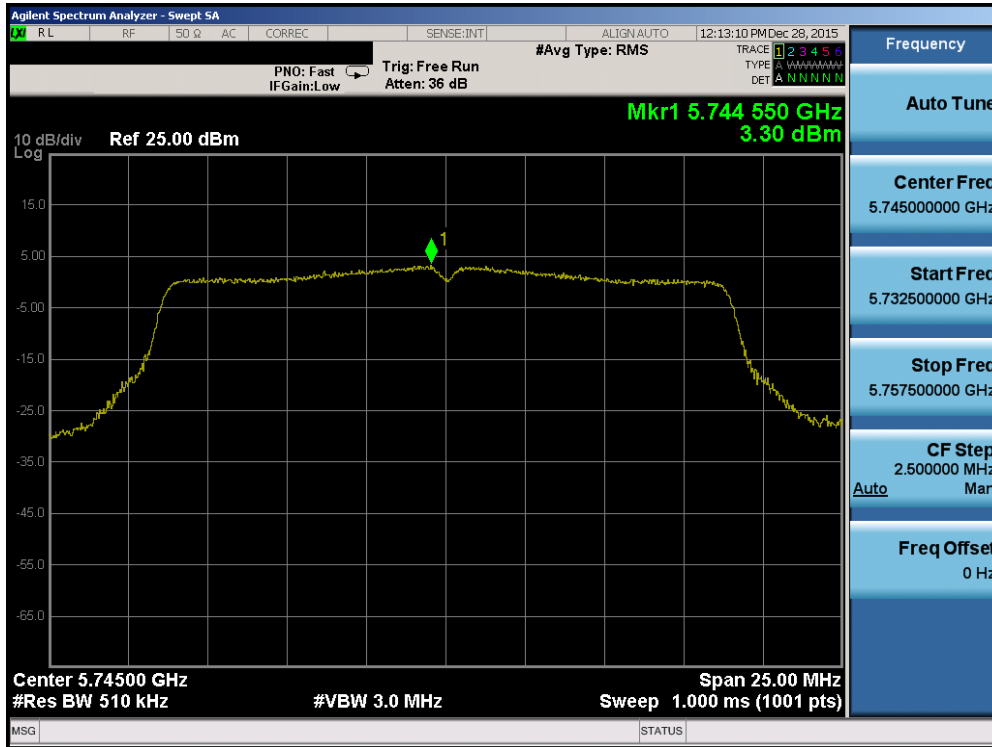 Agilent Spectrum Analyzer - Swept SA
LXI RL RF 50 Ω AC CORREC SENSE:INT ALIGN AUTO 12:13:10 PM Dec 28, 2015
#Avg Type: RMS
TRACE 1 2 3 4 5 6
TYPE A WWWWW
DET A N N N N N
PNO: Fast
IFGain:Low
Trig: Free Run
Atten: 36 dB
Mkr1 5.744 550 GHz
3.30 dBm
10 dB/div
Log
Ref 25.00 dBm
1
15.0
5.00
-5.00
-15.0
-25.0
-35.0
-45.0
-55.0
-65.0
Center 5.74500 GHz
Span 25.00 MHz
#Res BW 510 kHz
#VBW 3.0 MHz
Sweep 1.000 ms (1001 pts)
MSG
STATUS
Frequency
Auto Tune
Center Freq
5.745000000 GHz
Start Freq
5.732500000 GHz
Stop Freq
5.757500000 GHz
CF Step
2.500000 MHz
Auto Man
Freq Offset
0 Hz